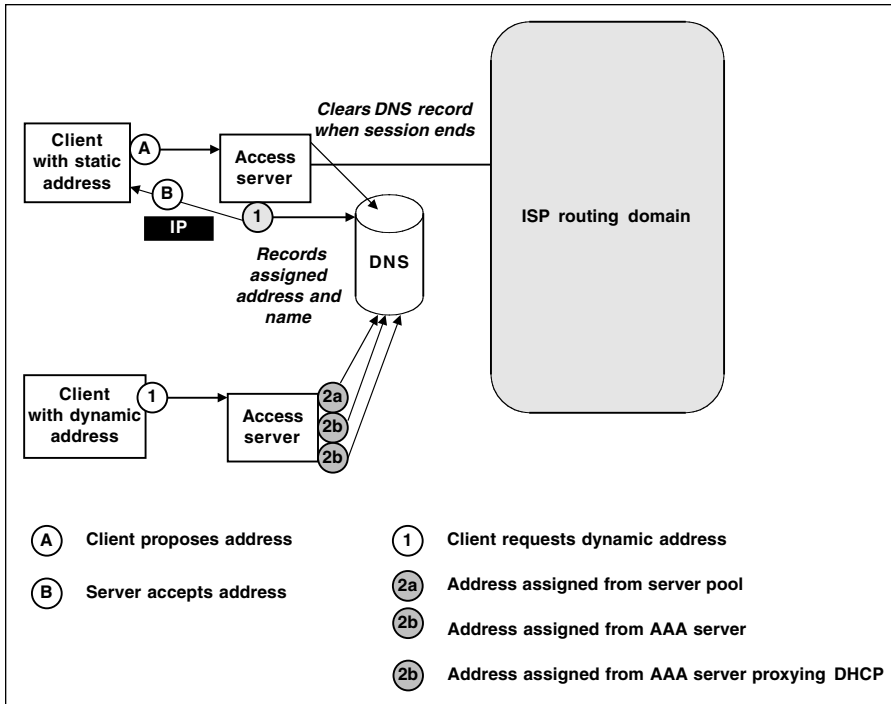 Clears DNS record
when session ends
Client
with static
address
A
Access
server
B
IP
1
ISP routing domain
DNS
Records
assigned
address and
name
Client
with dynamic
address
1
Access
server
2a
2b
2b
A Client proposes address
B Server accepts address
1 Client requests dynamic address
2a Address assigned from server pool
2b Address assigned from AAA server
2b Address assigned from AAA server proxying DHCP